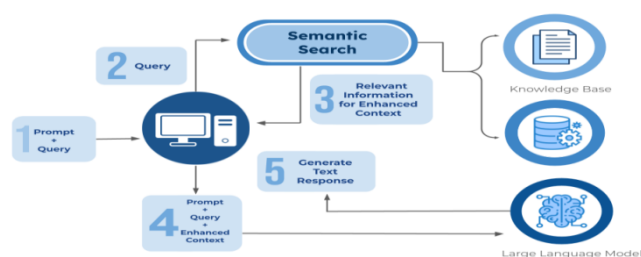 Semantic
Search
2 Query
3 Relevant
Information
for Enhanced
Context
Knowledge Base
1 Prompt
+
Query
5 Generate
Text
Response
4 Prompt
+
Query
+
Enhanced
Context
Large Language Model